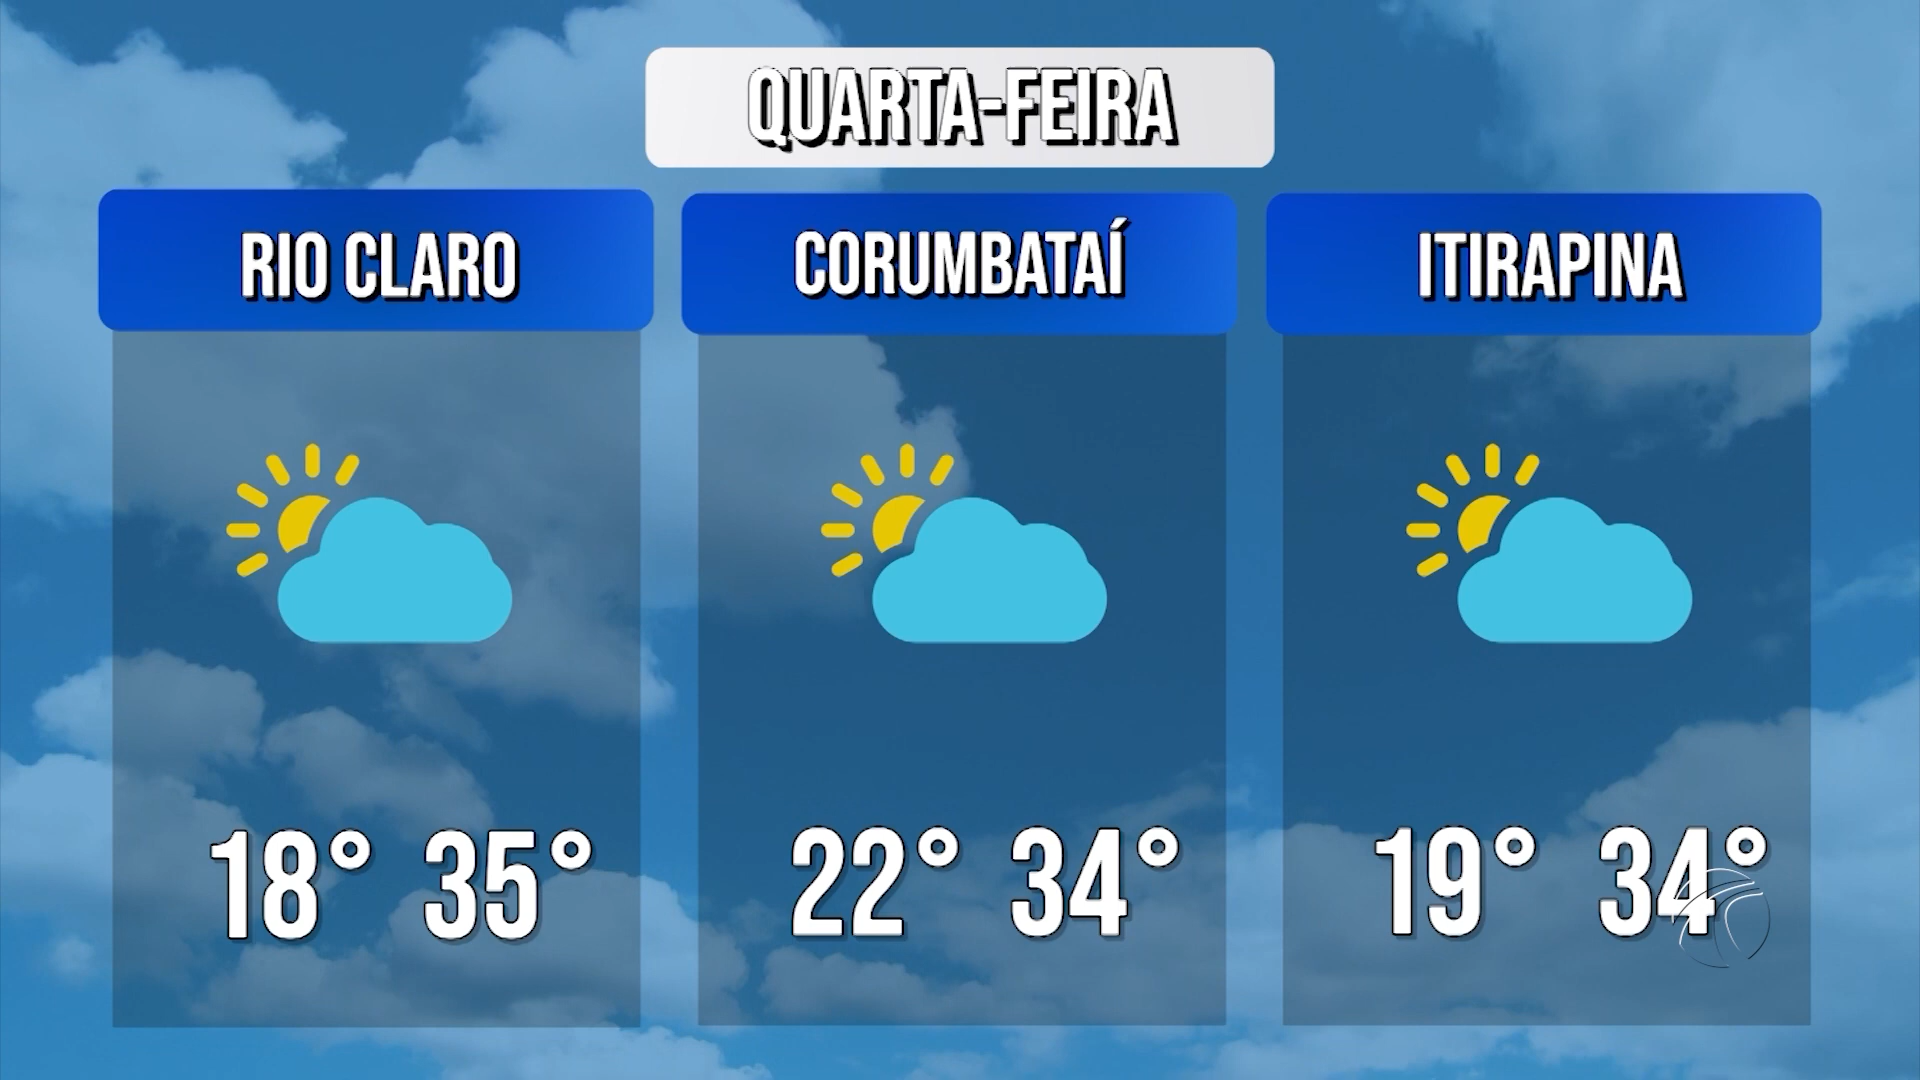 QUARTA-FEIRA
RIO CLARO
CORUMBATAÍ
ITIRAPINA
18° 35°
22° 34°
19° 34°